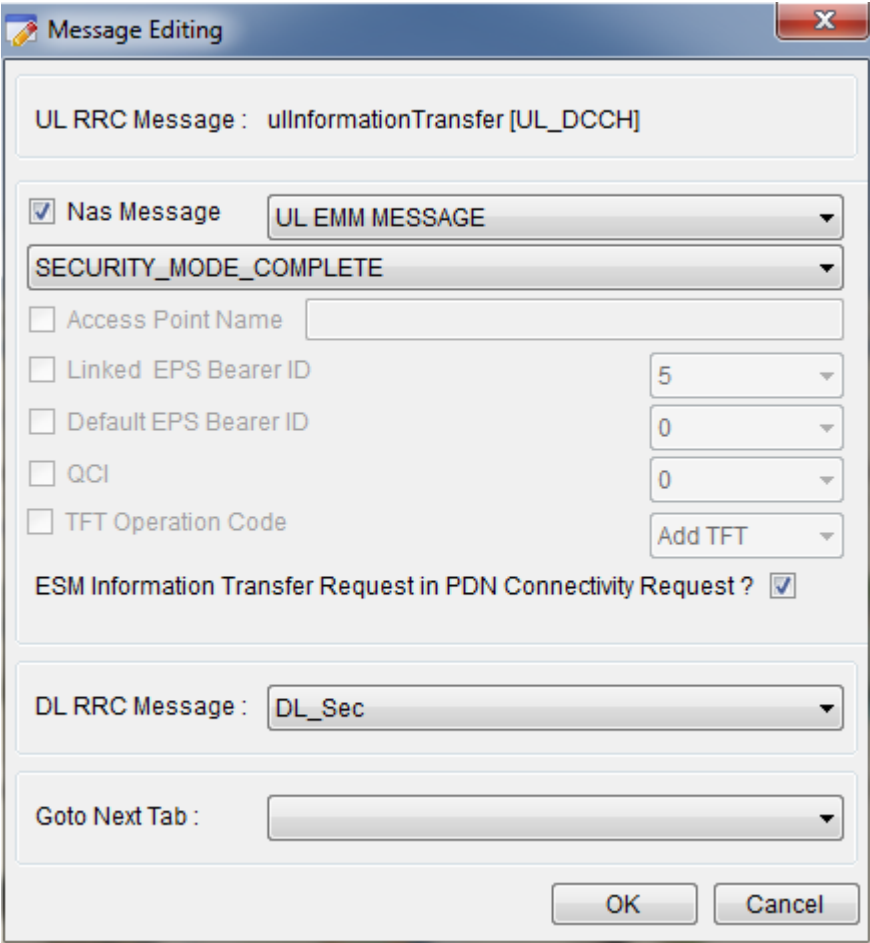 Message Editing
UL RRC Message : ulInformationTransfer [UL_DCCH]
Nas Message UL EMM MESSAGE
SECURITY_MODE_COMPLETE
Access Point Name
Linked EPS Bearer ID 5
Default EPS Bearer ID 0
QCI 0
TFT Operation Code Add TFT
ESM Information Transfer Request in PDN Connectivity Request ?
DL RRC Message : DL_Sec
Goto Next Tab :
OK Cancel